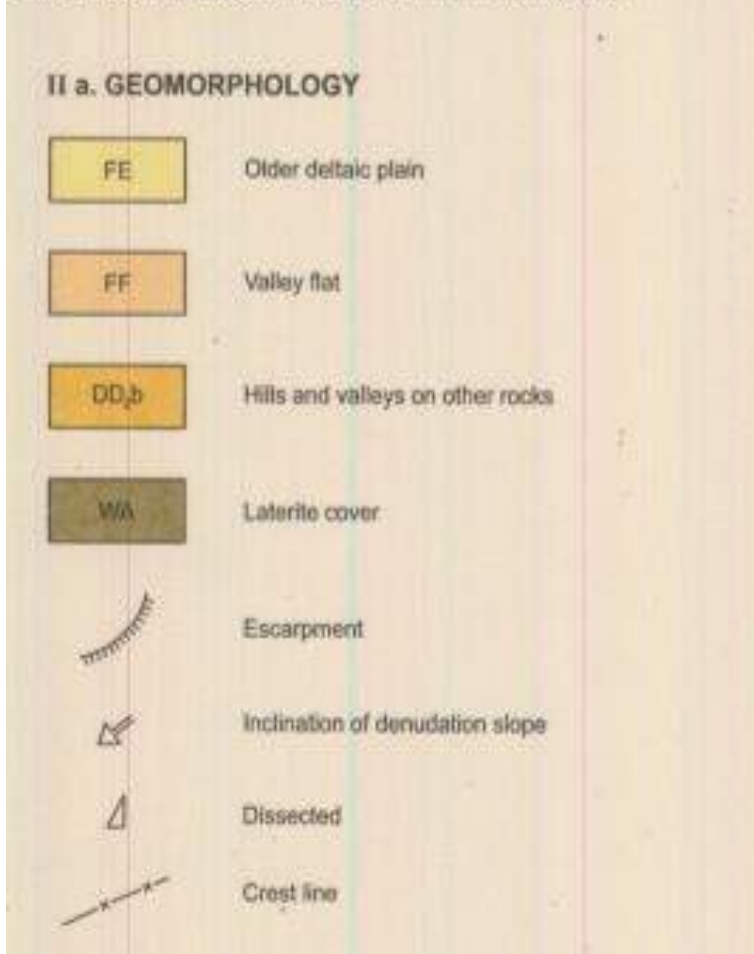 II a. GEOMORPHOLOGY
FE Older deltaic plain
FF Valley flat
DD₂b Hills and valleys on other rocks
WA Laterite cover
Escarpment
Inclination of denudation slope
Dissected
Crest line